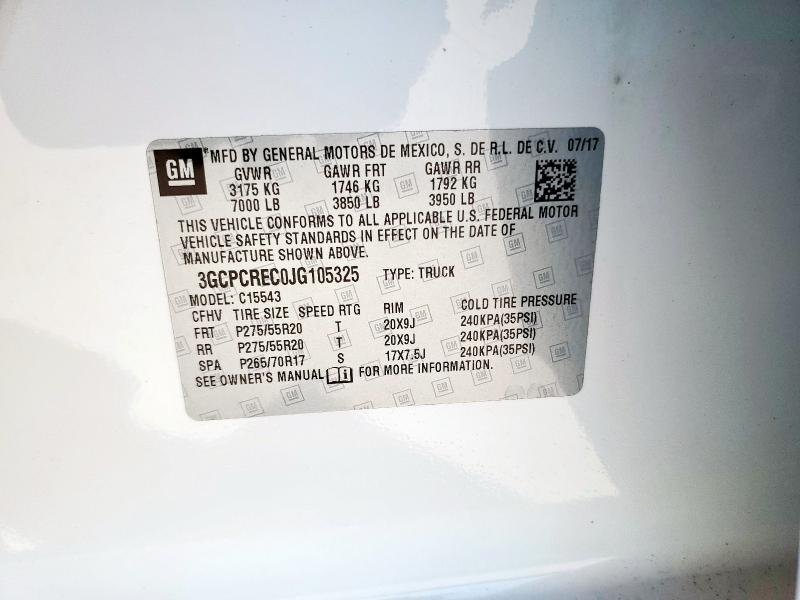 GM *MFD BY GENERAL MOTORS DE MEXICO, S. DE R.L. DE C.V. 07/17
GVWR GAWR FRT GAWR RR
3175 KG 1746 KG 1792 KG
7000 LB 3850 LB 3950 LB
THIS VEHICLE CONFORMS TO ALL APPLICABLE U.S. FEDERAL MOTOR
VEHICLE SAFETY STANDARDS IN EFFECT ON THE DATE OF
MANUFACTURE SHOWN ABOVE.
3GCPCREC0JG105325 TYPE: TRUCK
MODEL: C15543
CFHV TIRE SIZE SPEED RTG RIM COLD TIRE PRESSURE
FRT P275/55R20 T 20X9J 240KPA(35PSI)
RR P275/55R20 T 20X9J 240KPA(35PSI)
SPA P265/70R17 S 17X7.5J 240KPA(35PSI)
SEE OWNER'S MANUAL FOR MORE INFORMATION.